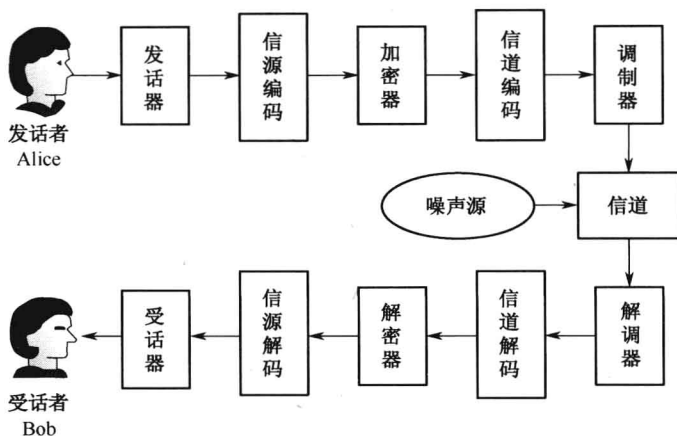 发话器
信源编码
加密器
信道编码
调制器
发话者
Alice
噪声源
信道
受话器
信源解码
解密器
信道解码
解调器
受话者
Bob